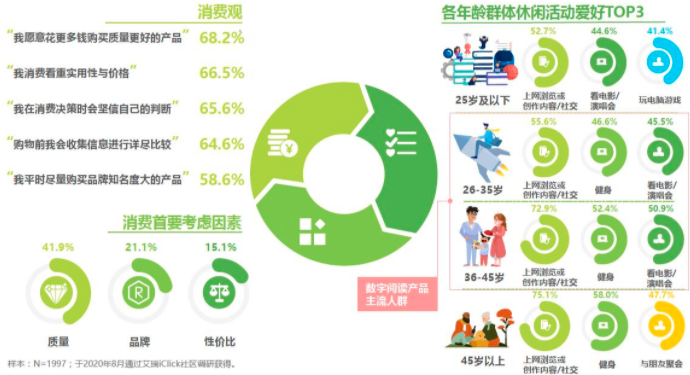 消费观
“我愿意花更多钱购买质量更好的产品” 68.2%
“我消费看重实用性与价格” 66.5%
“我在消费决策时会坚信自己的判断” 65.6%
“购物前我会收集信息进行详尽比较” 64.6%
“我平时尽量购买品牌知名度大的产品” 58.6%
消费首要考虑因素
41.9% 21.1% 15.1%
R
质量 品牌 性价比
样本：N=1997；于2020年8月通过艾瑞iClick社区调研获得。
¥
数字阅读产品
主流人群
各年龄群体休闲活动爱好TOP3
52.7% 44.6% 41.4%
25岁及以下
上网浏览或
创作内容/社交
看电影/
演唱会
玩电脑游戏
55.6% 46.6% 45.5%
26-35岁
上网浏览或
创作内容/社交
健身
看电影/
演唱会
72.9% 52.4% 50.9%
36-45岁
上网浏览或
创作内容/社交
健身
看电影/
演唱会
75.1% 58.0% 47.7%
45岁以上
上网浏览或
创作内容/社交
健身
与朋友聚会